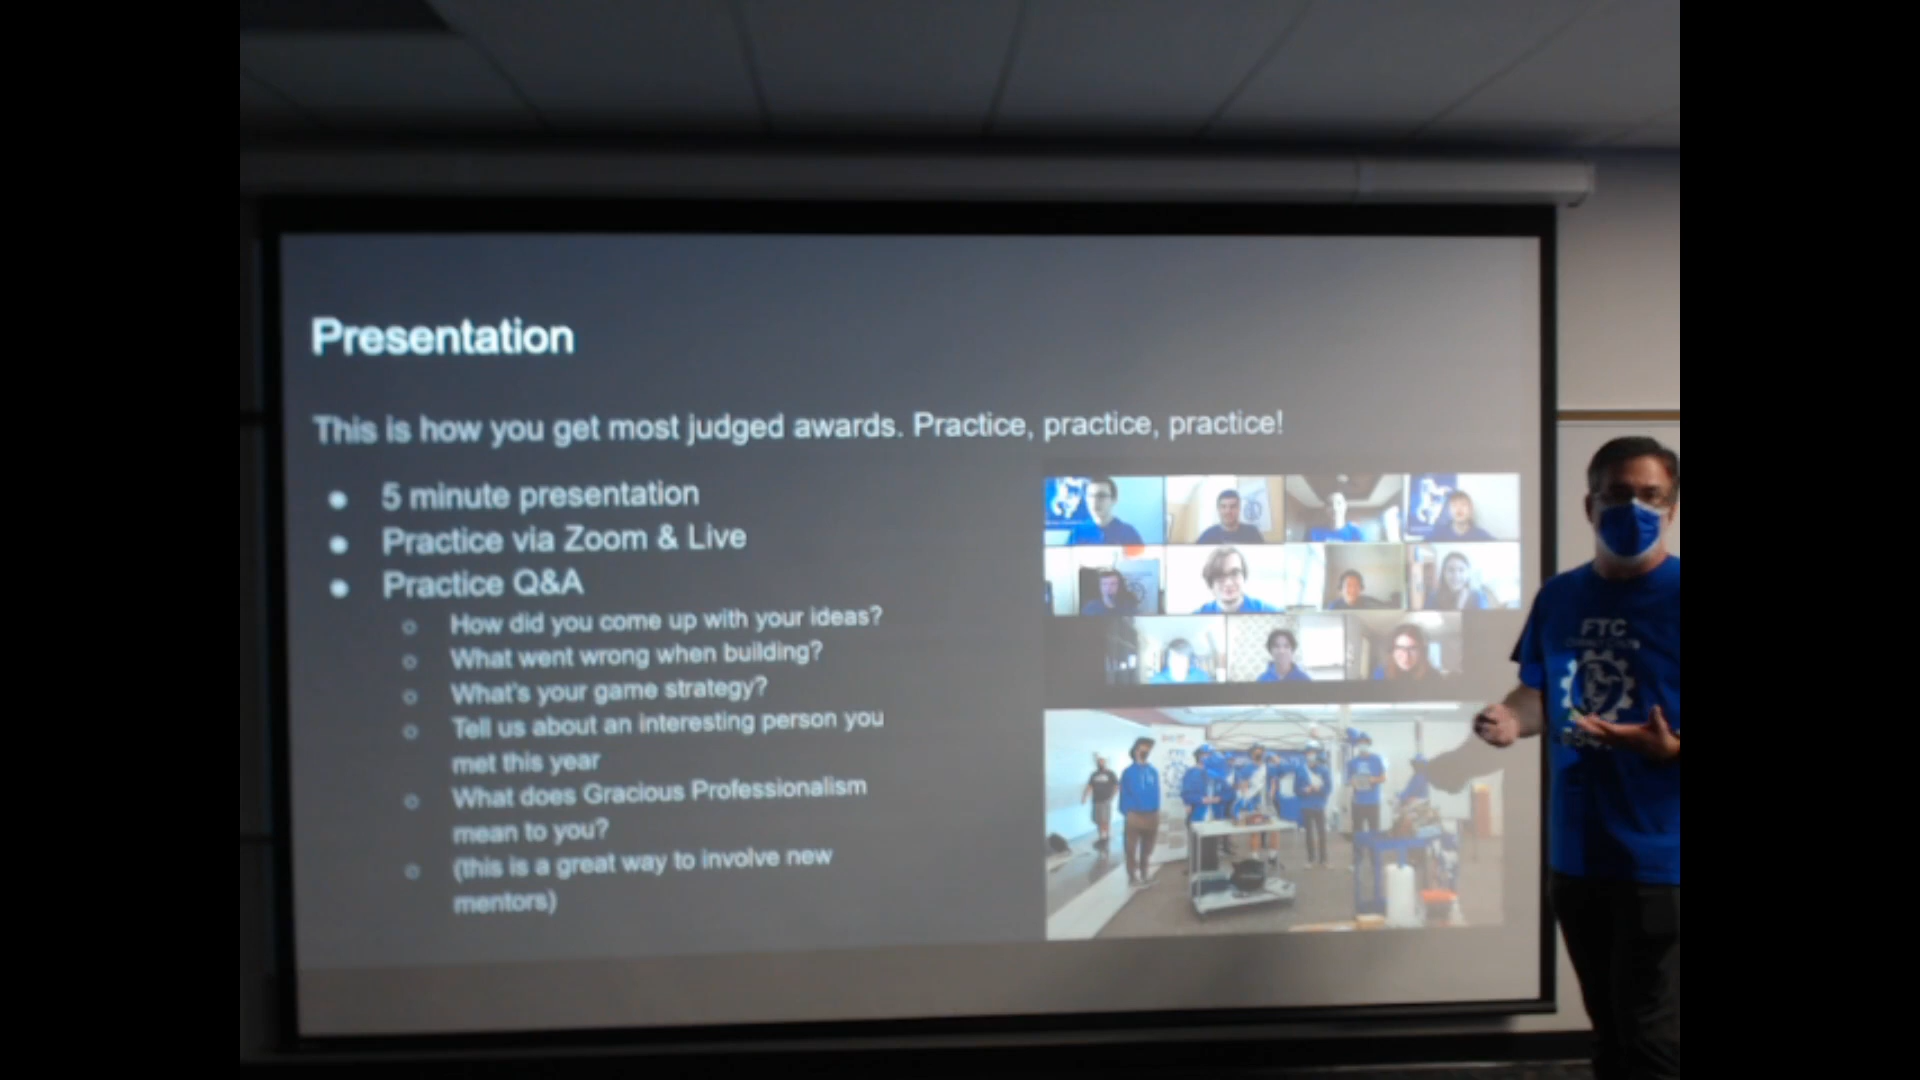 Presentation
This is how you get most judged awards. Practice, practice, practice!
● 5 minute presentation
● Practice via Zoom & Live
● Practice Q&A
○ How did you come up with your ideas?
○ What went wrong when building?
○ What's your game strategy?
○ Tell us about an interesting person you
met this year
○ What does Gracious Professionalism
mean to you?
○ (this is a great way to involve new
mentors)
FTC